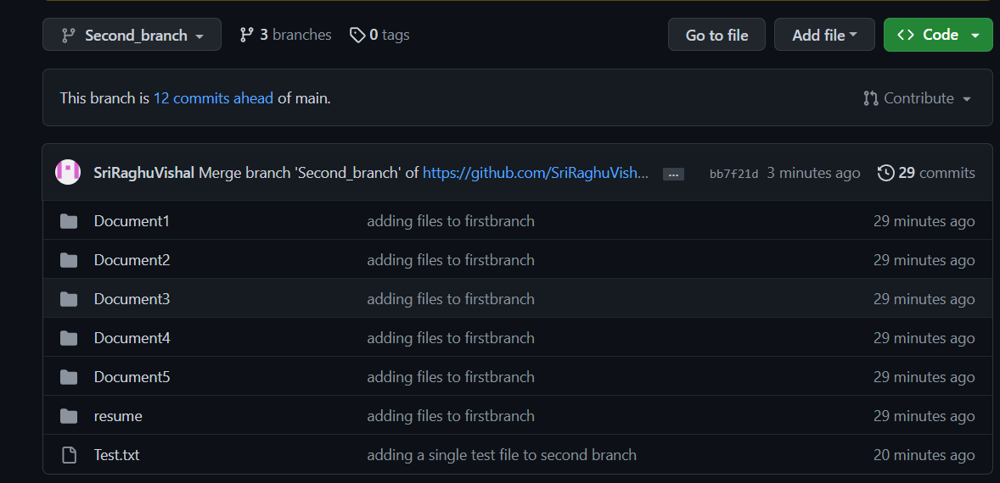 Second_branch 3 branches 0 tags Go to file Add file Code
This branch is 12 commits ahead of main. Contribute
SriRaghuVishal Merge branch 'Second_branch' of https://github.com/SriRaghuVish... ... bb7f21d 3 minutes ago 29 commits
Document1 adding files to firstbranch 29 minutes ago
Document2 adding files to firstbranch 29 minutes ago
Document3 adding files to firstbranch 29 minutes ago
Document4 adding files to firstbranch 29 minutes ago
Document5 adding files to firstbranch 29 minutes ago
resume adding files to firstbranch 29 minutes ago
Test.txt adding a single test file to second branch 20 minutes ago